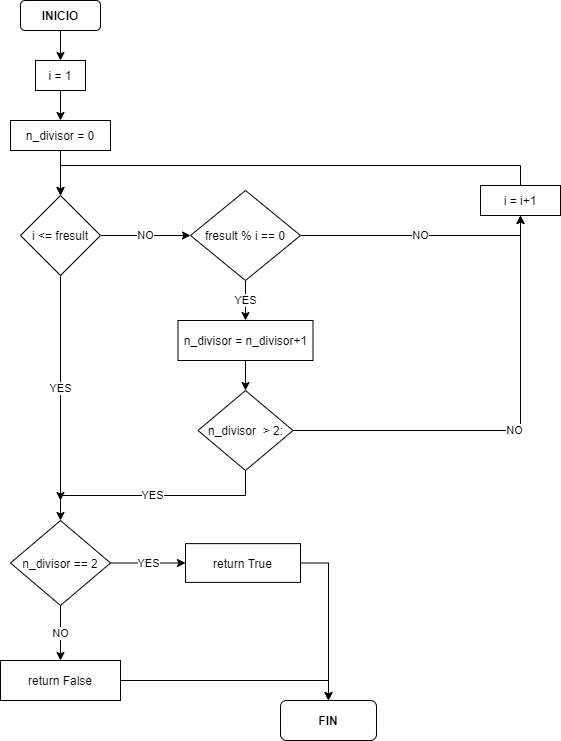 INICIO
i = 1
n_divisor = 0
i = i+1
i <= fresult
NO
fresult % i == 0
NO
YES
n_divisor = n_divisor+1
YES
n_divisor  > 2:
NO
YES
n_divisor == 2
YES
return True
NO
return False
FIN